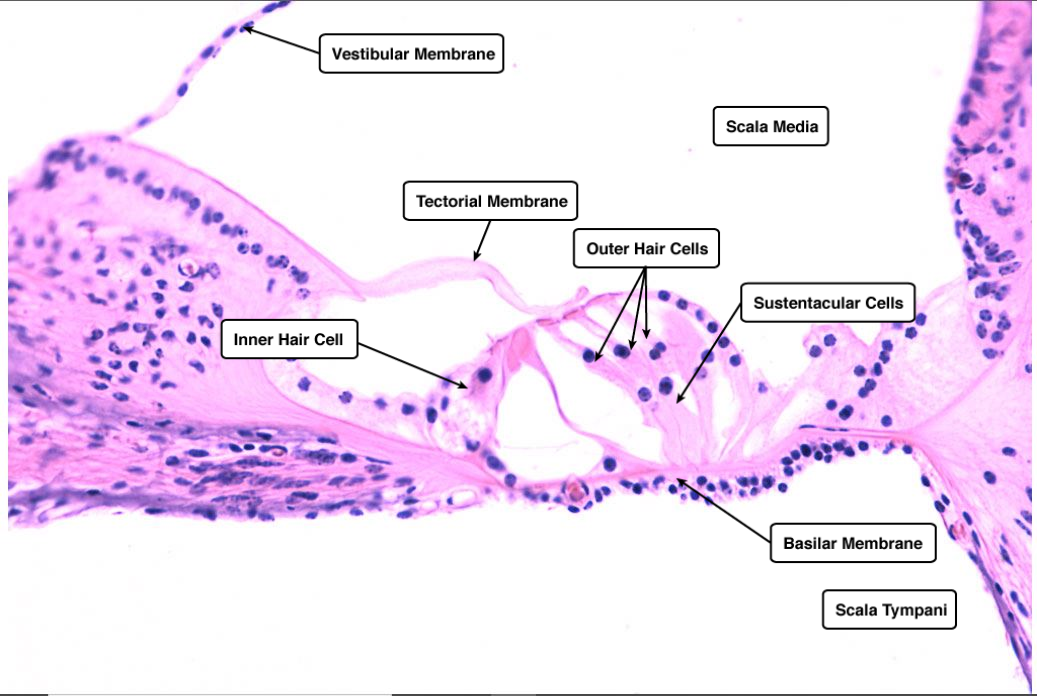 Vestibular Membrane
Scala Media
Tectorial Membrane
Outer Hair Cells
Sustentacular Cells
Inner Hair Cell
Basilar Membrane
Scala Tympani